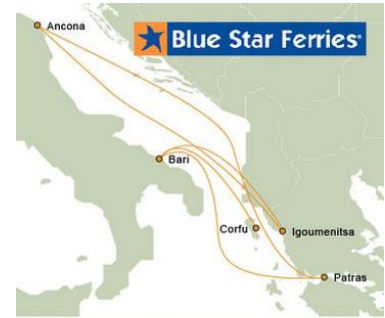 Ancona
Blue Star Ferries®
Bari
Corfu
Igoumenitsa
Patras